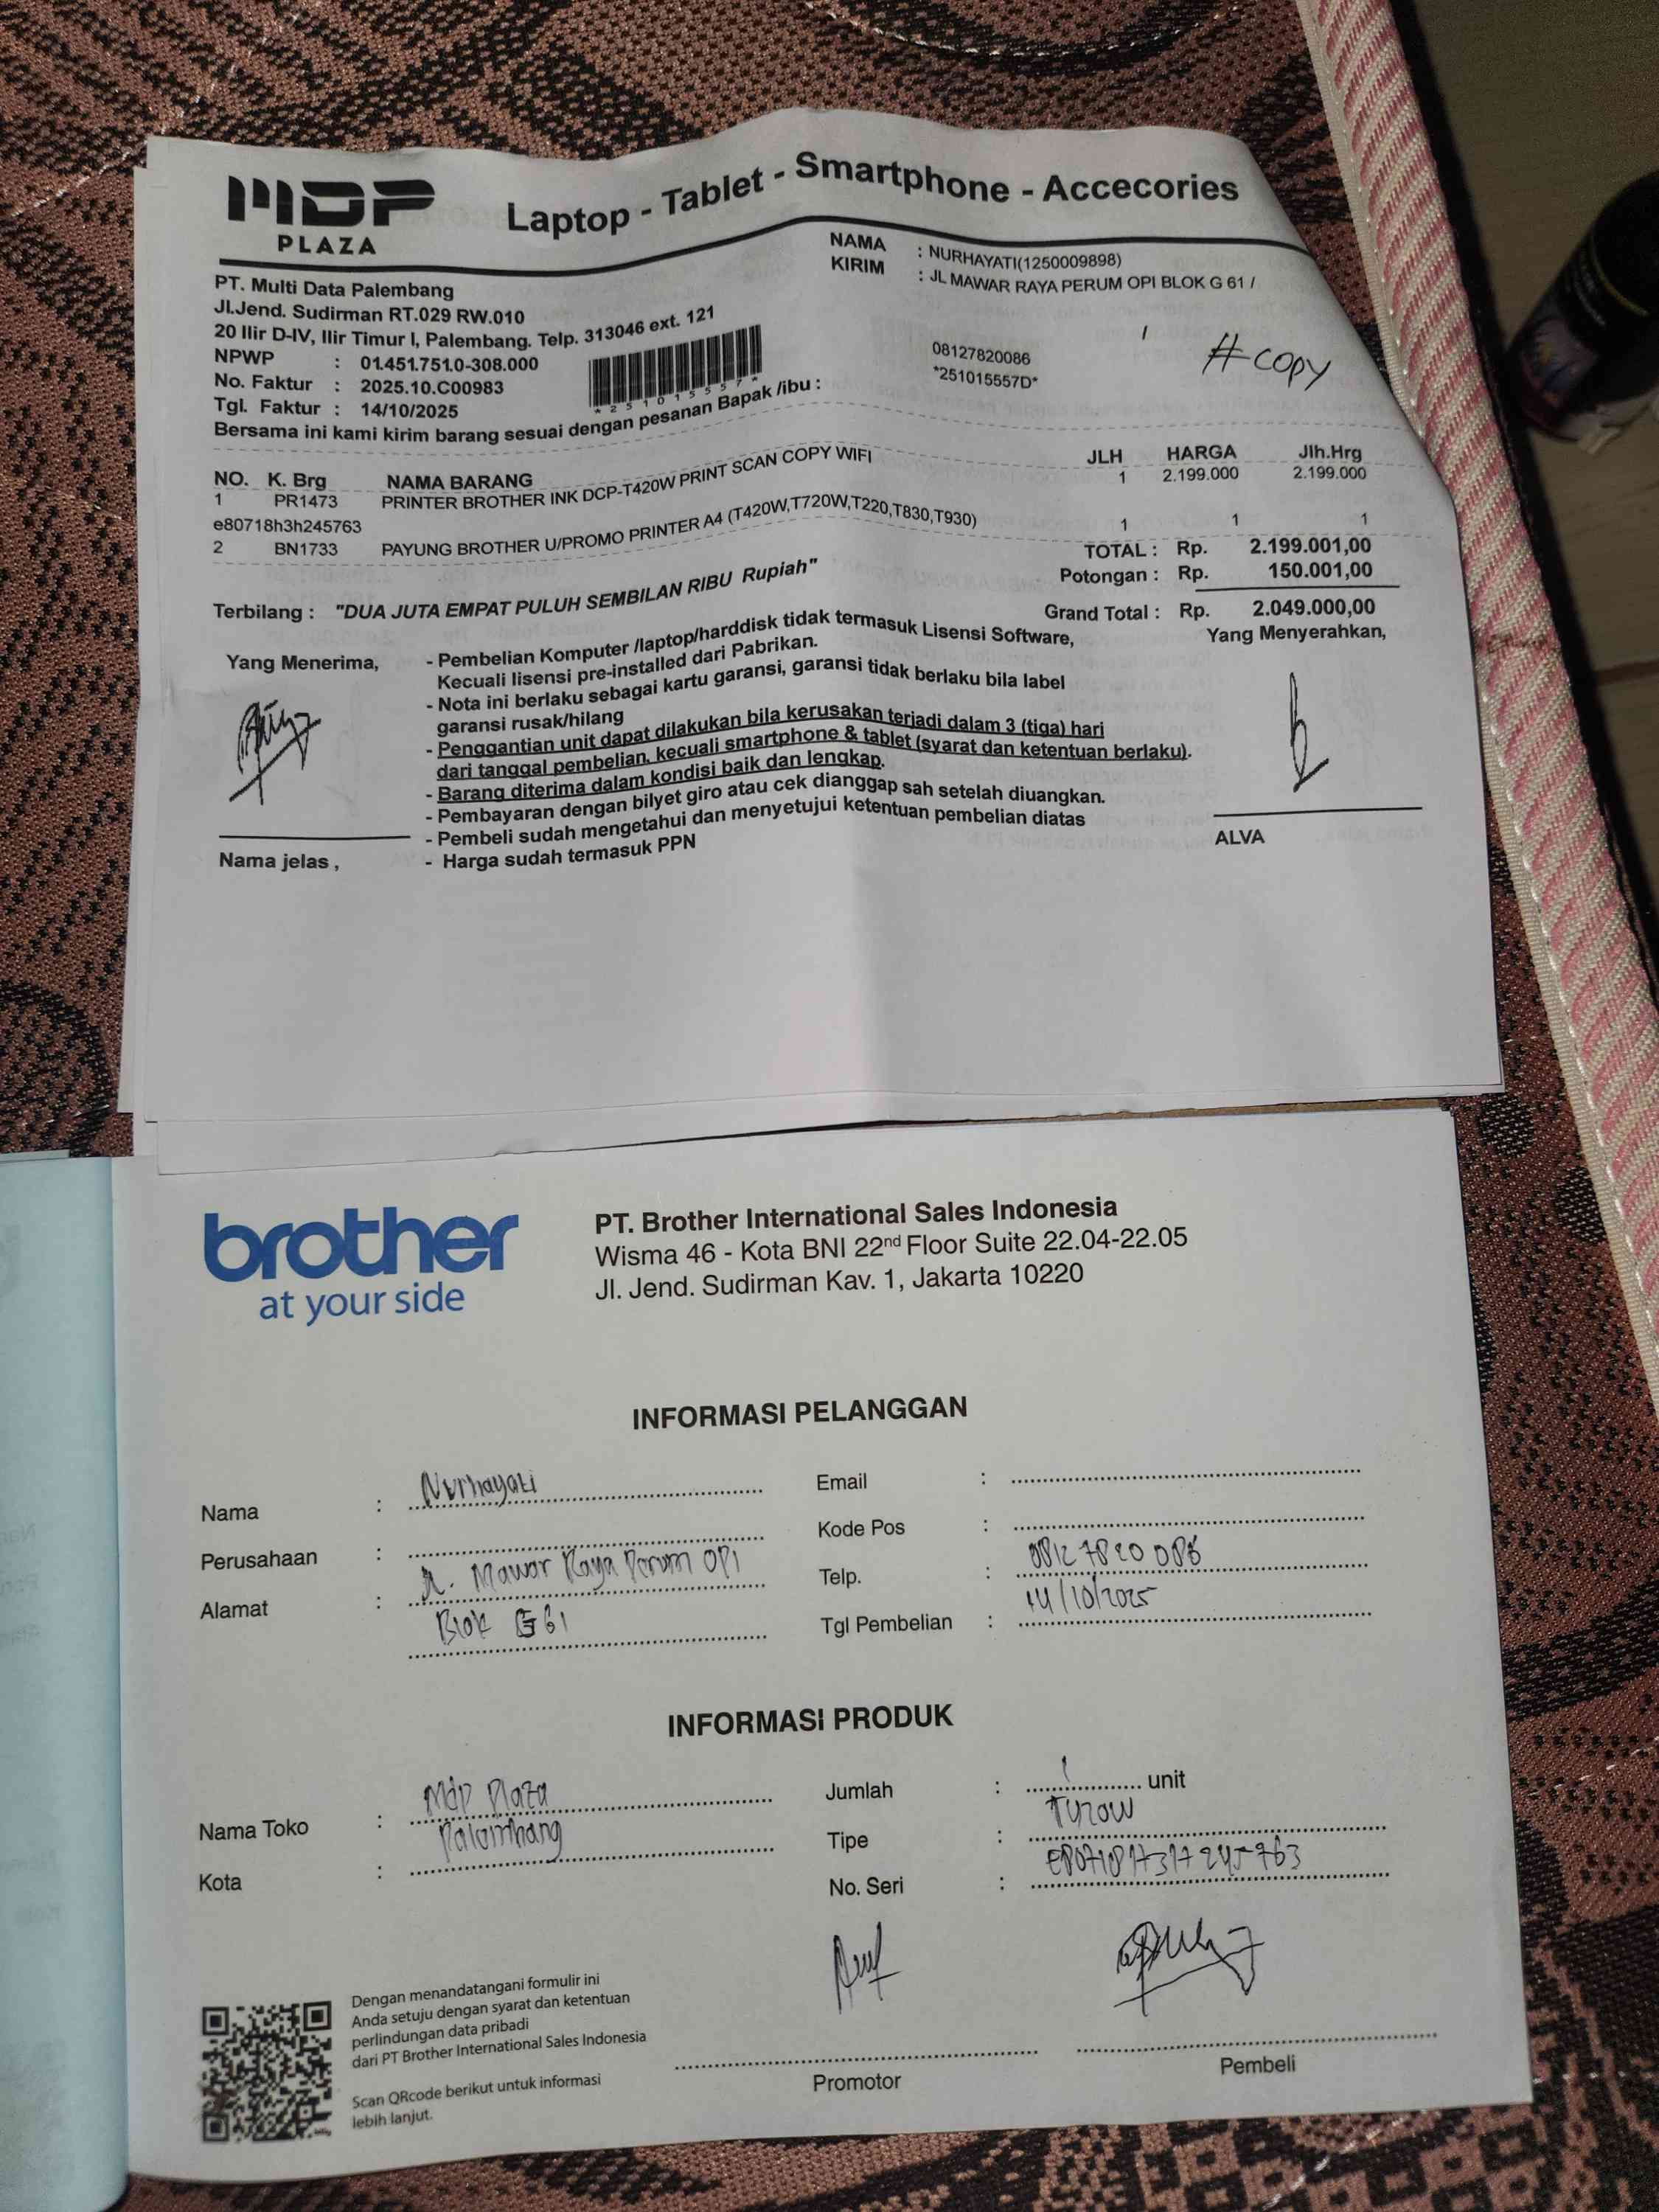 MDP
PLAZA
Laptop - Tablet - Smartphone - Accecories
PT. Multi Data Palembang
Jl.Jend. Sudirman RT.029 RW.010
20 Ilir D-IV, Ilir Timur I, Palembang. Telp. 313046 ext. 121
NPWP : 01.451.751.0-308.000
No. Faktur : 2025.10.C00983
Tgl. Faktur : 14/10/2025
*251015557*
NAMA : NURHAYATI(1250009898)
KIRIM : JL MAWAR RAYA PERUM OPI BLOK G 61 /
/
08127820086
*251015557D*
#copy
Bersama ini kami kirim barang sesuai dengan pesanan Bapak /ibu :
NO. K. Brg NAMA BARANG JLH HARGA Jlh.Hrg
1 PR1473 PRINTER BROTHER INK DCP-T420W PRINT SCAN COPY WIFI 1 2.199.000 2.199.000
e80718h3h245763
2 BN1733 PAYUNG BROTHER U/PROMO PRINTER A4 (T420W,T720W,T220,T830,T930) 1 1 1
TOTAL : Rp. 2.199.001,00
Potongan : Rp. 150.001,00
Terbilang : "DUA JUTA EMPAT PULUH SEMBILAN RIBU Rupiah"
Grand Total : Rp. 2.049.000,00
Yang Menerima,
- Pembelian Komputer /laptop/harddisk tidak termasuk Lisensi Software,
Kecuali lisensi pre-installed dari Pabrikan.
- Nota ini berlaku sebagai kartu garansi, garansi tidak berlaku bila label
garansi rusak/hilang
- Penggantian unit dapat dilakukan bila kerusakan terjadi dalam 3 (tiga) hari
dari tanggal pembelian, kecuali smartphone & tablet (syarat dan ketentuan berlaku).
- Barang diterima dalam kondisi baik dan lengkap.
- Pembayaran dengan bilyet giro atau cek dianggap sah setelah diuangkan.
- Pembeli sudah mengetahui dan menyetujui ketentuan pembelian diatas
- Harga sudah termasuk PPN
Yang Menyerahkan,
Nama jelas ,
ALVA
brother
at your side
PT. Brother International Sales Indonesia
Wisma 46 - Kota BNI 22nd Floor Suite 22.04-22.05
Jl. Jend. Sudirman Kav. 1, Jakarta 10220
INFORMASI PELANGGAN
Nama : Nurhayati
Perusahaan :
Alamat : Jl. Mawar Raya Perum OPI
Blok G 61
Email :
Kode Pos :
Telp. : 08127820086
Tgl Pembelian : 14/10/2025
INFORMASI PRODUK
Nama Toko : Mdp Plaza
Kota : Palembang
Jumlah : 1 unit
Tipe : T420W
No. Seri : E80718H3H245763
Dengan menandatangani formulir ini
Anda setuju dengan syarat dan ketentuan
perlindungan data pribadi
dari PT Brother International Sales Indonesia
Scan QRcode berikut untuk informasi
lebih lanjut.
Promotor
Pembeli